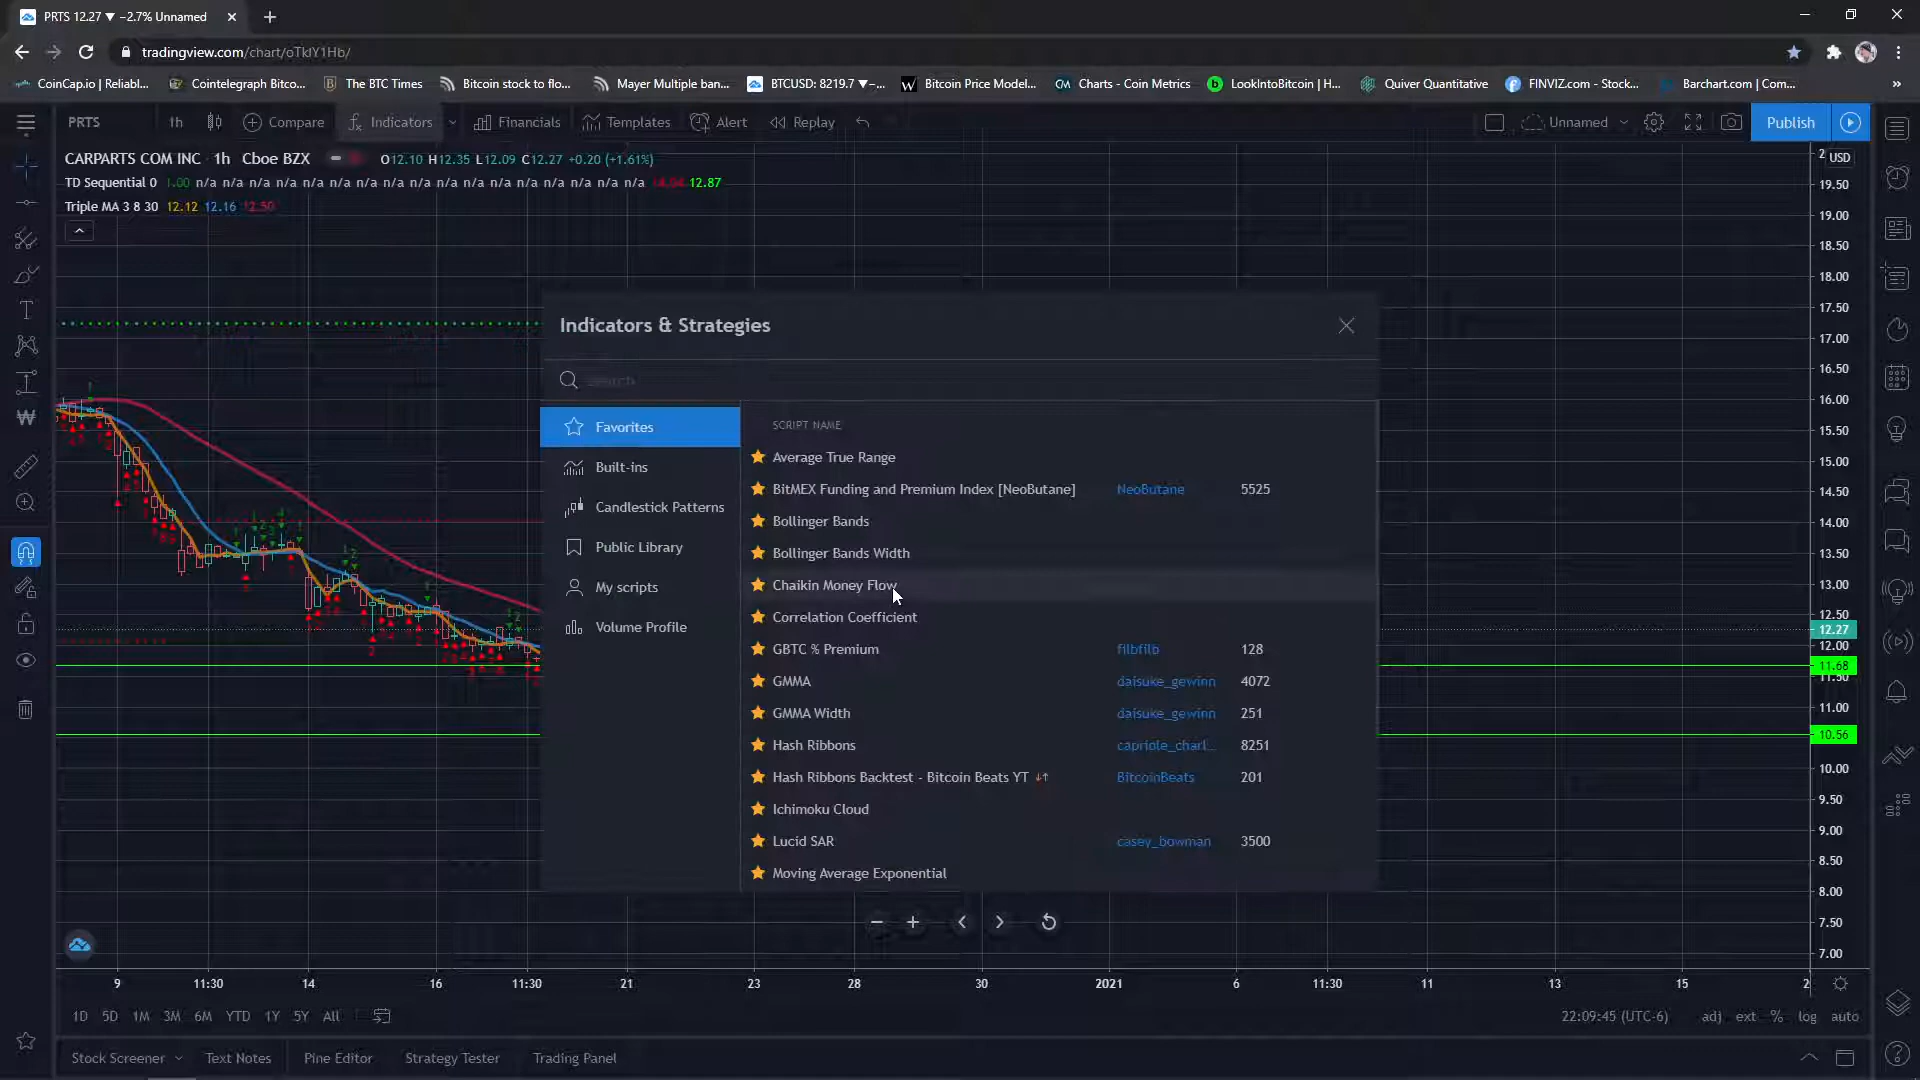 PRTS 12.27 ▼ −2.7% Unnamed
tradingview.com/chart/oTkIY1Hb/
CoinCap.io | Reliabl... Cointelegraph Bitco... The BTC Times Bitcoin stock to flo... Mayer Multiple ban... BTCUSD: 8219.7 ▼−... Bitcoin Price Model... Charts - Coin Metrics LookIntoBitcoin | H... Quiver Quantitative FINVIZ.com - Stock... Barchart.com | Com... »
PRTS 1h Compare Indicators Financials Templates Alert Replay Unnamed Publish
CARPARTS COM INC 1h Cboe BZX O12.10 H12.35 L12.09 C12.27 +0.20 (+1.61%)
TD Sequential 0 1.00 n/a n/a n/a n/a n/a n/a n/a n/a n/a n/a n/a n/a n/a n/a n/a n/a n/a 14.04 12.87
Triple MA 3 8 30 12.12 12.16 12.50
USD
19.50
19.00
18.50
18.00
17.50
17.00
16.50
16.00
15.50
15.00
14.50
14.00
13.50
13.00
12.50
12.27
12.00
11.68
11.50
11.00
10.56
10.00
9.50
9.00
8.50
8.00
7.50
7.00
Indicators & Strategies
Search
Favorites
Built-ins
Candlestick Patterns
Public Library
My scripts
Volume Profile
SCRIPT NAME
Average True Range
BitMEX Funding and Premium Index [NeoButane] NeoButane 5525
Bollinger Bands
Bollinger Bands Width
Chaikin Money Flow
Correlation Coefficient
GBTC % Premium filbfilb 128
GMMA daisuke_gewinn 4072
GMMA Width daisuke_gewinn 251
Hash Ribbons capriole_charl... 8251
Hash Ribbons Backtest - Bitcoin Beats YT BitcoinBeats 201
Ichimoku Cloud
Lucid SAR casey_bowman 3500
Moving Average Exponential
9 11:30 14 16 11:30 21 23 28 30 2021 6 11:30 11 13 15 2
1D 5D 1M 3M 6M YTD 1Y 5Y All 22:09:45 (UTC-6) adj ext % log auto
Stock Screener Text Notes Pine Editor Strategy Tester Trading Panel